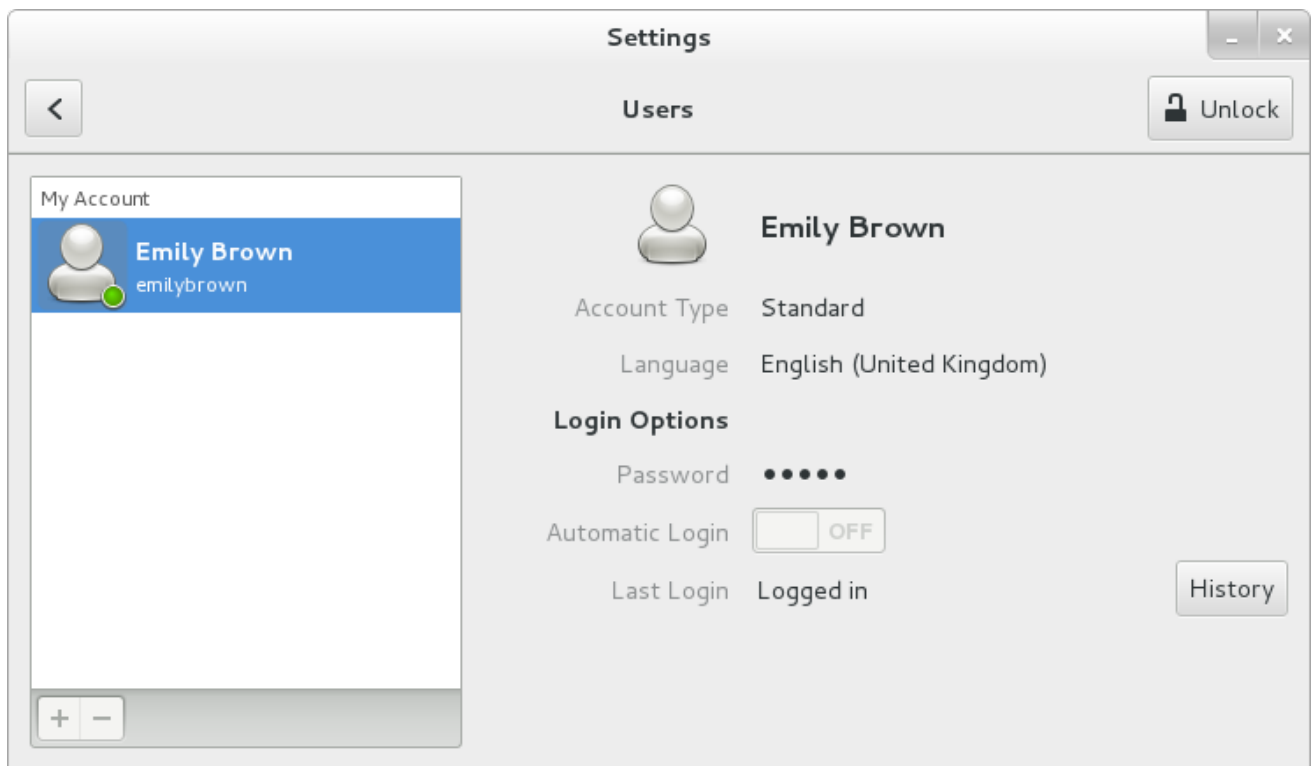 Settings
Users
Unlock
My Account
Emily Brown
emilybrown
Emily Brown
Account Type Standard
Language English (United Kingdom)
Login Options
Password •••••
Automatic Login OFF
Last Login Logged in
History